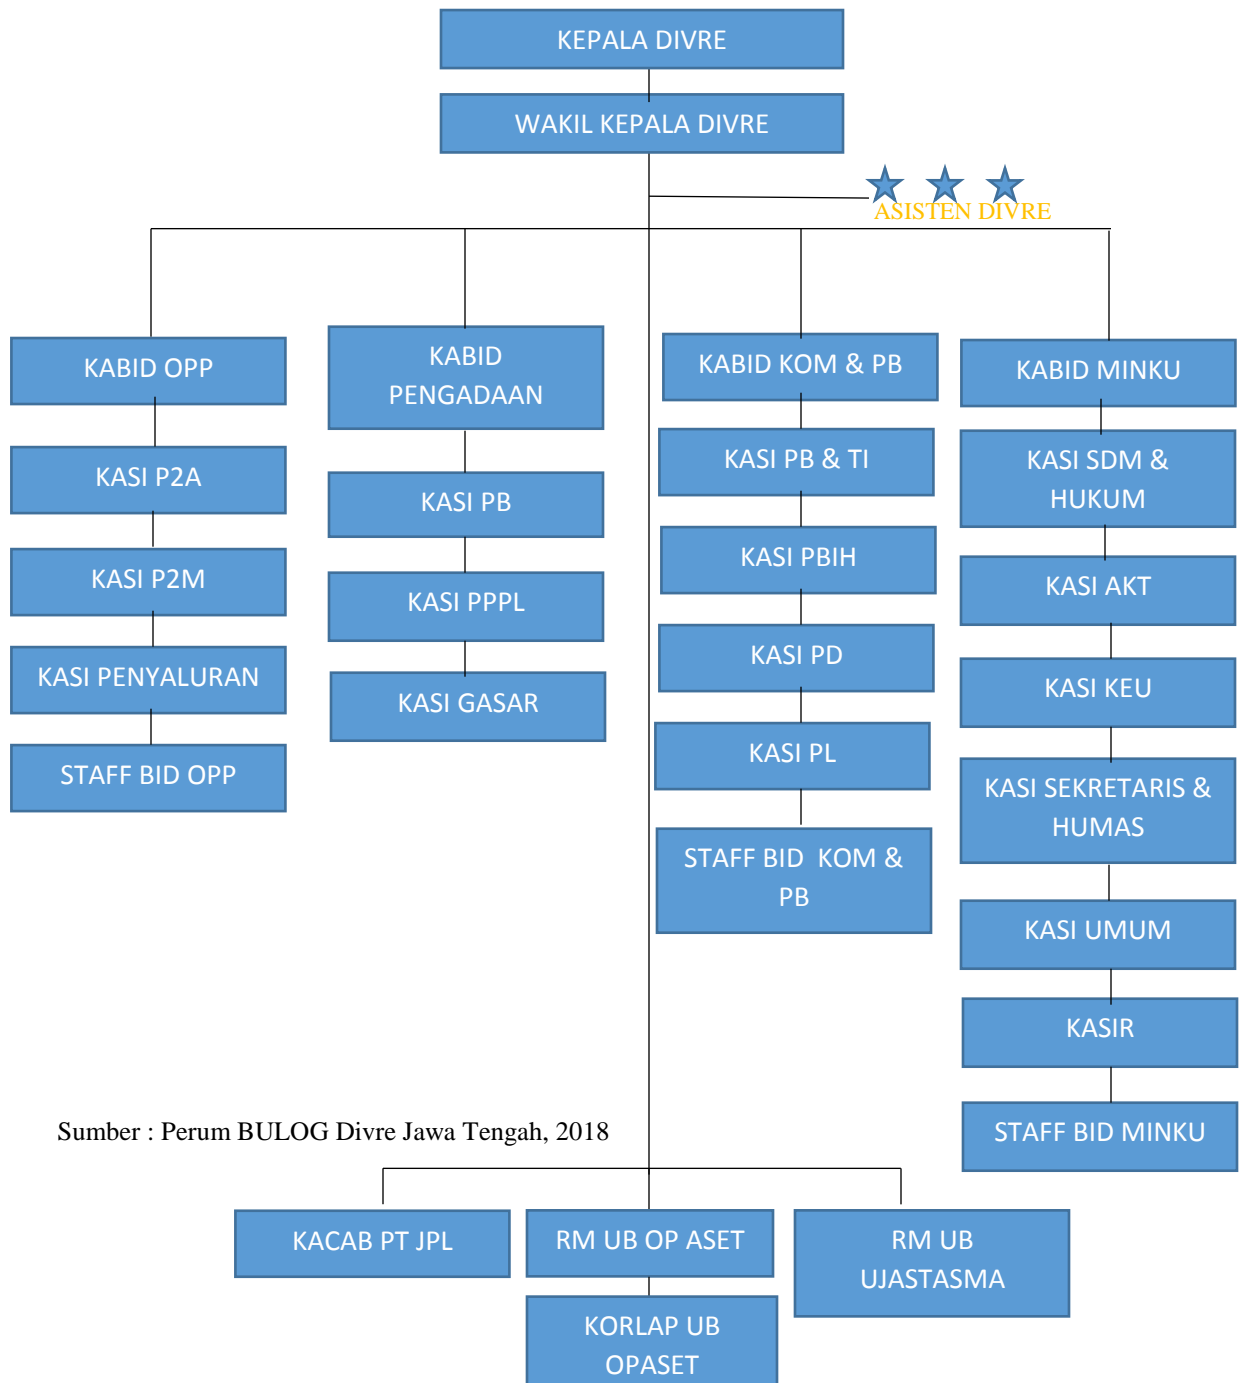 KEPALA DIVRE
WAKIL KEPALA DIVRE
ASISTEN DIVRE
KABID OPP
KASI P2A
KASI P2M
KASI PENYALURAN
STAFF BID OPP
KABID
PENGADAAN
KASI PB
KASI PPPL
KASI GASAR
KABID KOM & PB
KASI PB & TI
KASI PBIH
KASI PD
KASI PL
STAFF BID  KOM &
PB
KABID MINKU
KASI SDM &
HUKUM
KASI AKT
KASI KEU
KASI SEKRETARIS &
HUMAS
KASI UMUM
KASIR
STAFF BID MINKU
Sumber : Perum BULOG Divre Jawa Tengah, 2018
KACAB PT JPL
RM UB OP ASET
KORLAP UB
OPASET
RM UB
UJASTASMA